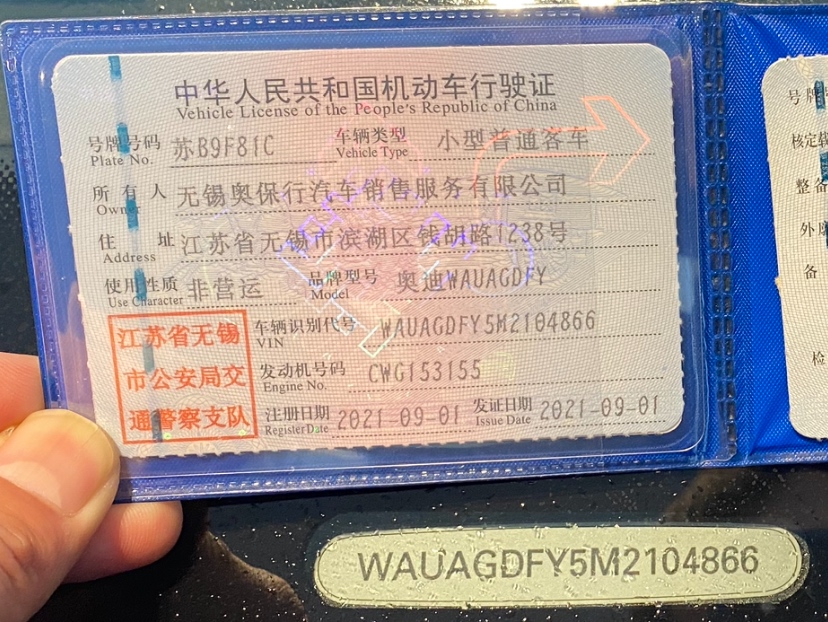 中华人民共和国机动车行驶证
Vehicle License of the People's Republic of China
号牌号码 苏B9F81C 车辆类型 小型普通客车
Plate No. Vehicle Type
所有人 无锡奥保行汽车销售服务有限公司
Owner
住址 江苏省无锡市滨湖区钱胡路1238号
Address
使用性质 非营运 品牌型号 奥迪WAUAGDFY
Use Character Model
江苏省无锡
市公安局交
通警察支队
车辆识别代号 WAUAGDFY5M2104866
VIN
发动机号码 CWG153155
Engine No.
注册日期 2021-09-01 发证日期 2021-09-01
Register Date Issue Date
号牌
核定载
整备
外廓
备
检
WAUAGDFY5M2104866